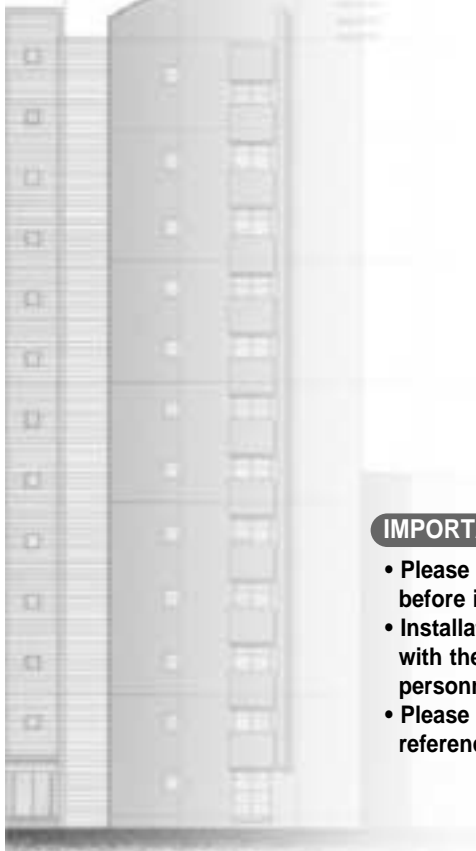 IMPORT
• Please
before i
• Installa
with the
personn
• Please
referenc